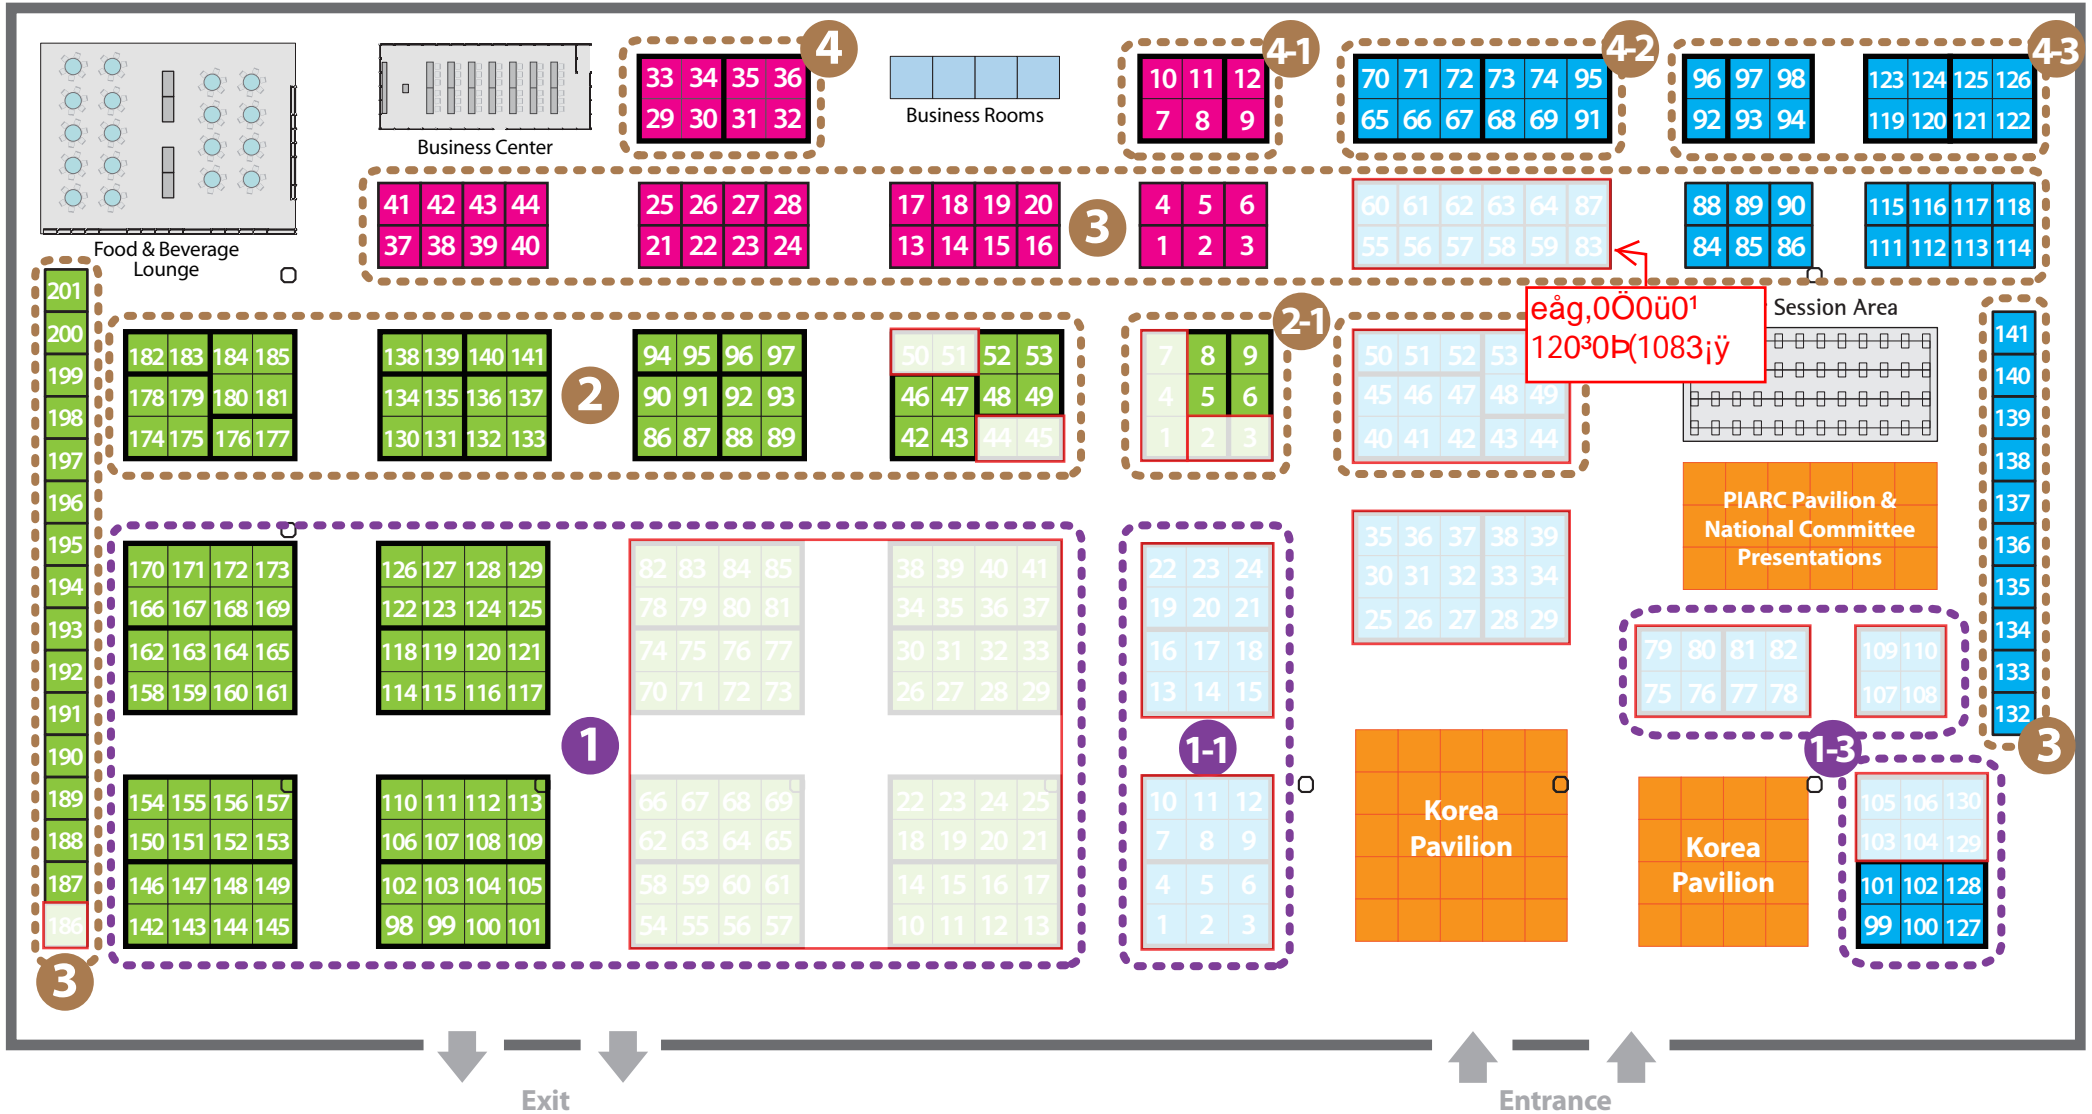 4
4-1
4-2
4-3
33 34 35 36
29 30 31 32
10 11 12
7 8 9
70 71 72 73 74 95
65 66 67 68 69 91
96 97 98
92 93 94
123 124 125 126
119 120 121 122
Business Center
Business Rooms
Food & Beverage
Lounge
41 42 43 44
37 38 39 40
25 26 27 28
21 22 23 24
17 18 19 20
13 14 15 16
3
4 5 6
1 2 3
60 61 62 63 64 87
55 56 57 58 59 83
88 89 90
84 85 86
115 116 117 118
111 112 113 114
eåg,0Ö0ü0¹
120³0Þ(1083¡ÿ
Session Area
201
200
199
198
197
196
195
194
193
192
191
190
189
188
187
186
3
182 183 184 185
178 179 180 181
174 175 176 177
138 139 140 141
134 135 136 137
130 131 132 133
2
94 95 96 97
90 91 92 93
86 87 88 89
50 51 52 53
46 47 48 49
42 43 44 45
2-1
7 8 9
4 5 6
1 2 3
50 51 52 53
45 46 47 48 49
40 41 42 43 44
35 36 37 38 39
30 31 32 33 34
25 26 27 28 29
PIARC Pavilion &
National Committee
Presentations
141
140
139
138
137
136
135
134
133
132
3
170 171 172 173
166 167 168 169
162 163 164 165
158 159 160 161
126 127 128 129
122 123 124 125
118 119 120 121
114 115 116 117
82 83 84 85
78 79 80 81
74 75 76 77
70 71 72 73
38 39 40 41
34 35 36 37
30 31 32 33
26 27 28 29
22 23 24
19 20 21
16 17 18
13 14 15
79 80 81 82
75 76 77 78
109 110
107 108
1
1-1
1-3
154 155 156 157
150 151 152 153
146 147 148 149
142 143 144 145
110 111 112 113
106 107 108 109
102 103 104 105
98 99 100 101
66 67 68 69
62 63 64 65
58 59 60 61
54 55 56 57
22 23 24 25
18 19 20 21
14 15 16 17
10 11 12 13
10 11 12
7 8 9
4 5 6
1 2 3
Korea
Pavilion
Korea
Pavilion
105 106 130
103 104 129
101 102 128
99 100 127
Exit
Entrance